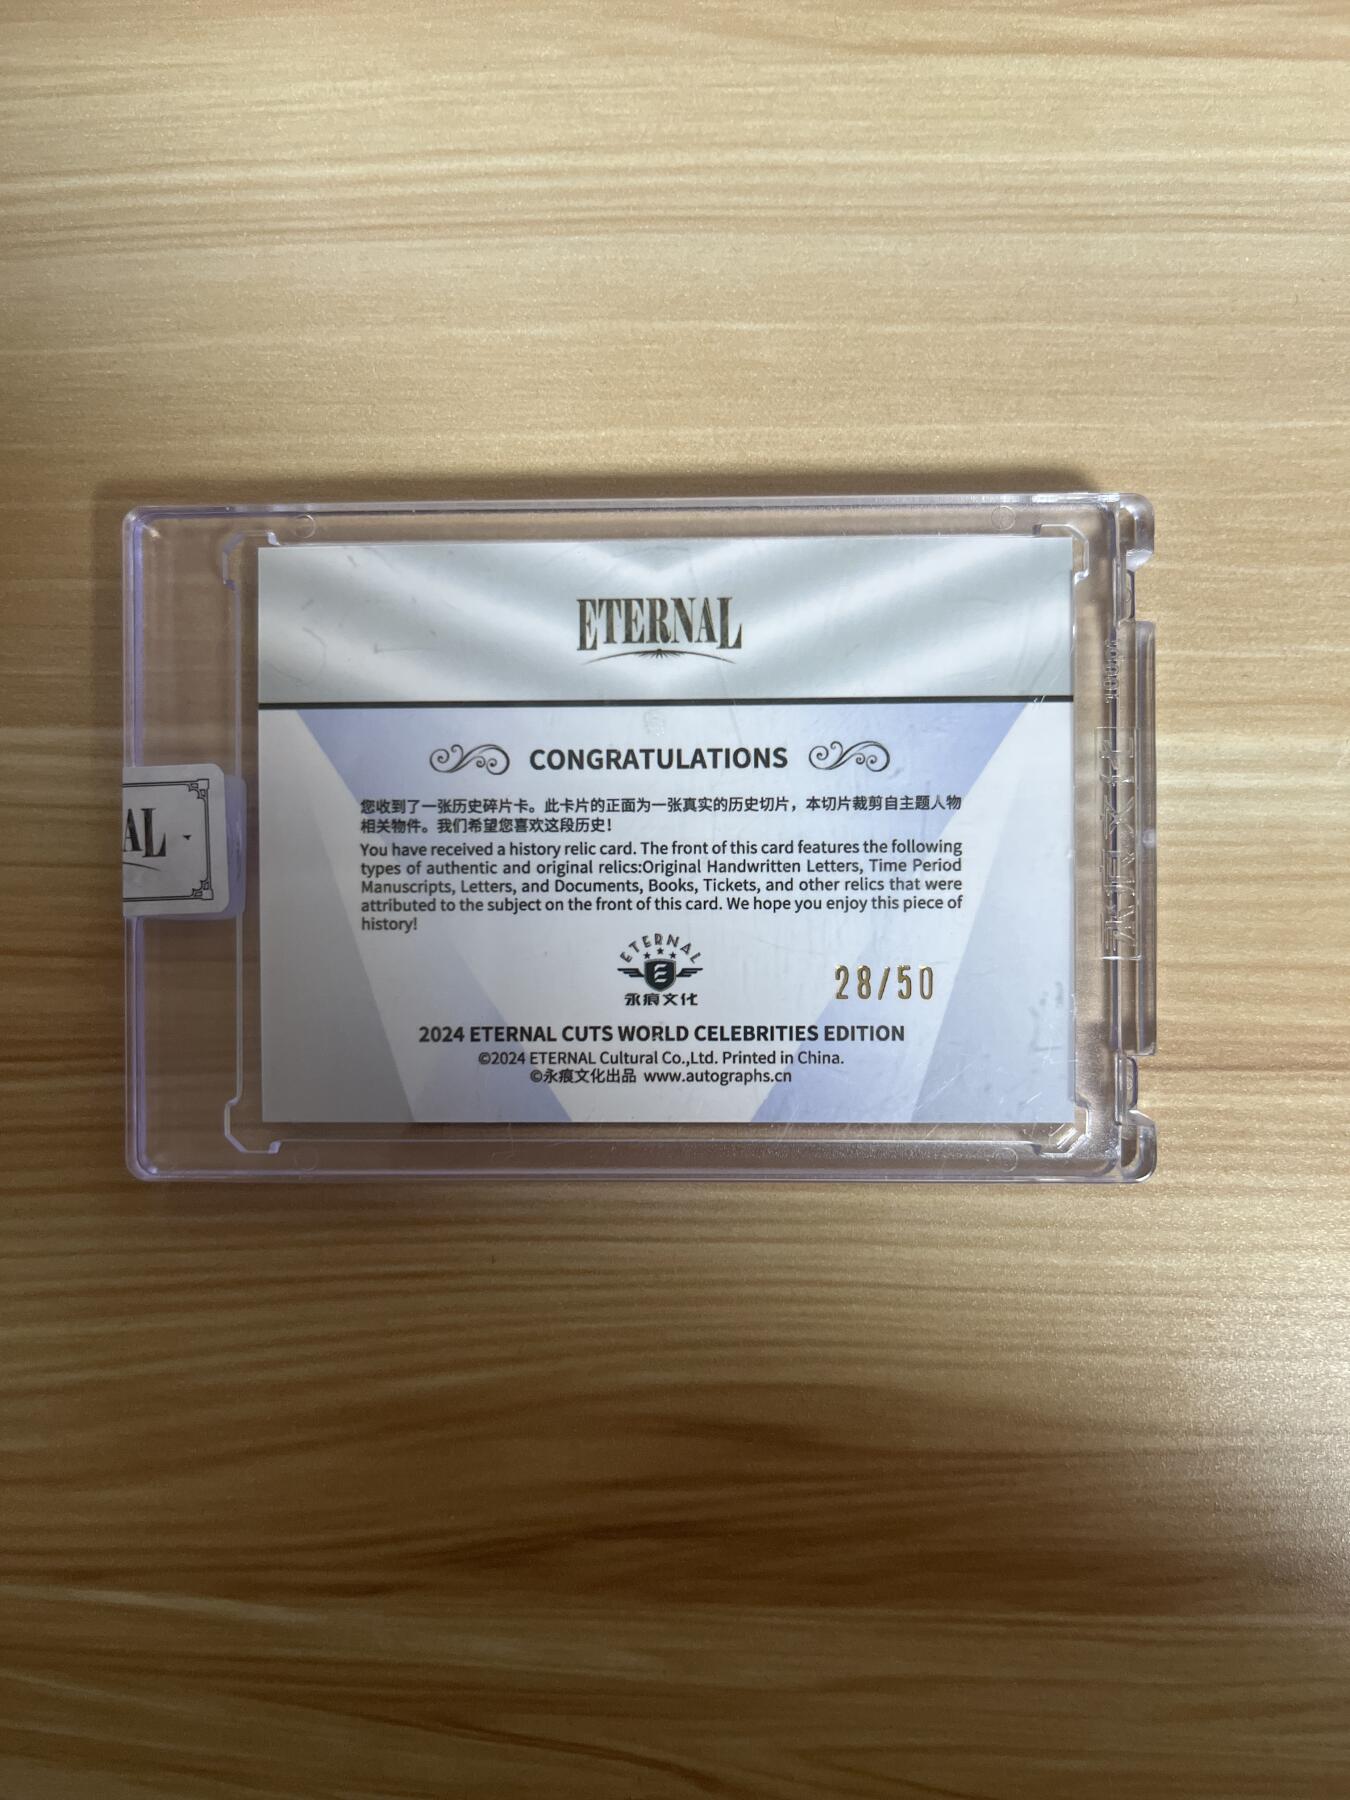 ETERNAL
CONGRATULATIONS
您收到了一张历史碎片卡。此卡片的正面为一张真实的历史切片，本切片裁剪自主题人物
相关物件。我们希望您喜欢这段历史！
You have received a history relic card. The front of this card features the following
types of authentic and original relics:Original Handwritten Letters, Time Period
Manuscripts, Letters, and Documents, Books, Tickets, and other relics that were
attributed to the subject on the front of this card. We hope you enjoy this piece of
history!
AL
ETERNAL
E
永痕文化
28/50
2024 ETERNAL CUTS WORLD CELEBRITIES EDITION
©2024 ETERNAL Cultural Co.,Ltd. Printed in China.
©永痕文化出品 www.autographs.cn